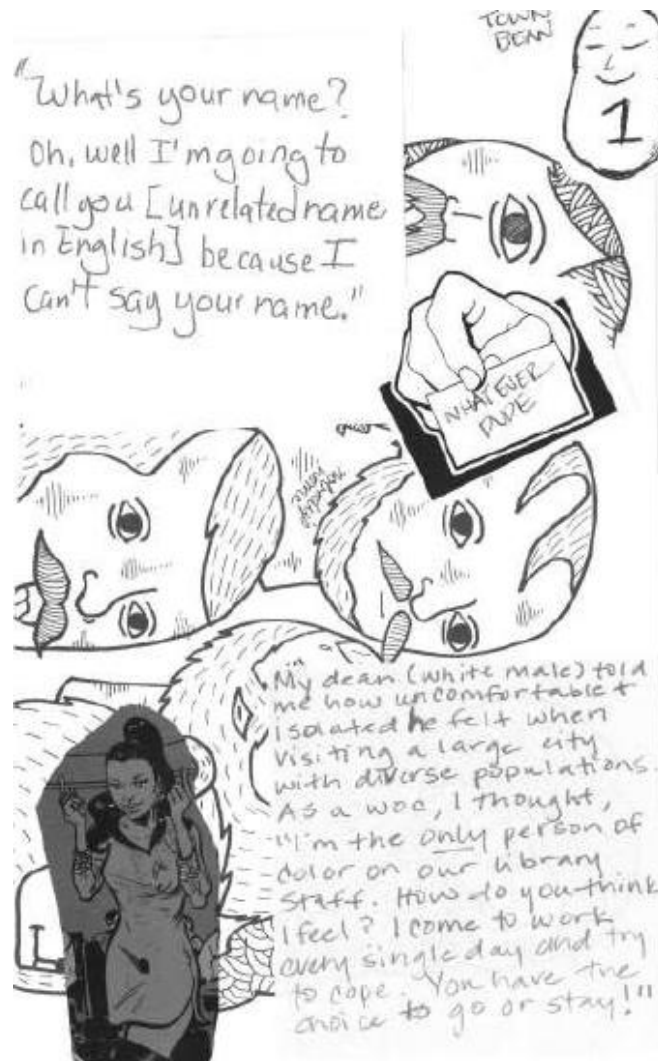 TOWN
BEAN
1
"What's your name?
Oh, well I'm going to
call you [unrelated name
in English] because I
can't say your name."
WHATEVER
DUDE
My dean (white male) told
me how uncomfortable +
isolated he felt when
visiting a large city
with diverse populations.
As a woc, I thought,
"I'm the only person of
color on our library
staff. How do you think
I feel? I come to work
every single day and try
to cope. You have the
choice to go or stay!"